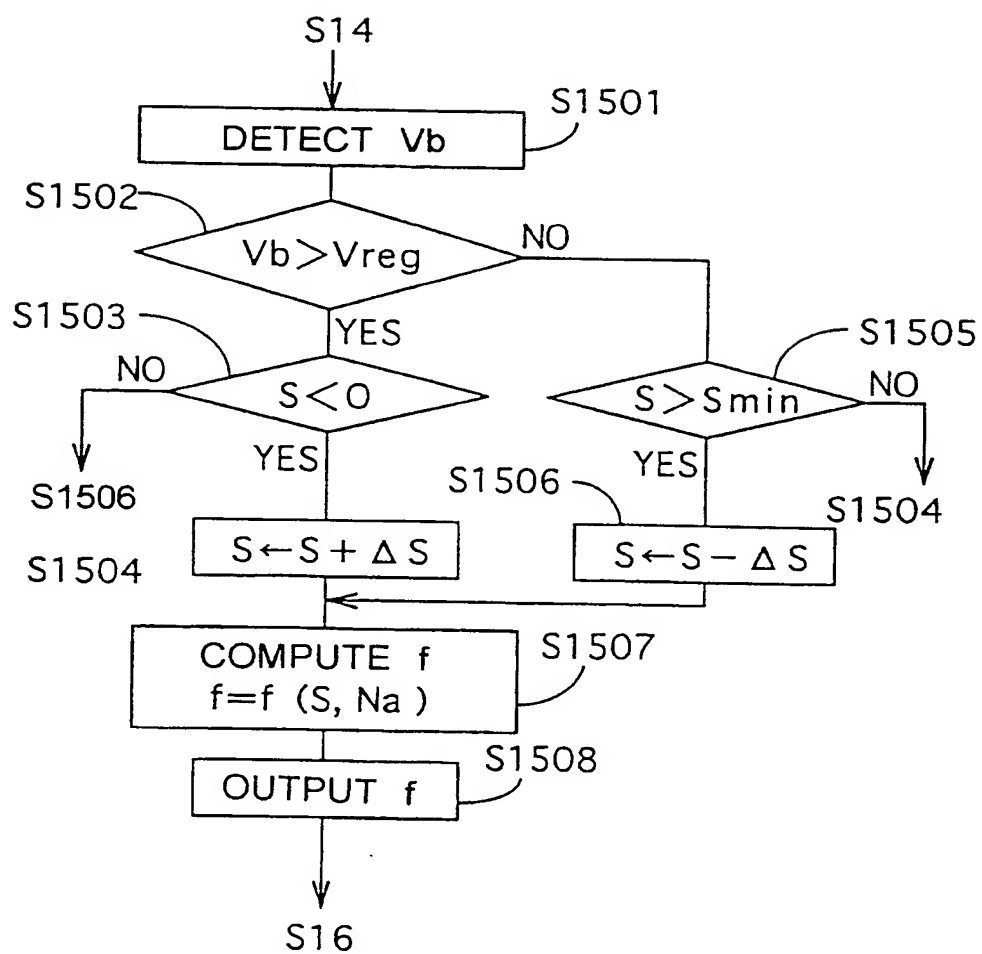 S14
S1501
DETECT Vb
S1502
Vb>Vreg
NO
S1503
YES
S1505
NO
S<0
S>Smin
NO
YES
YES
S1506
S1506
S1504
S←S+ΔS
S←S−ΔS
S1504
COMPUTE f
f=f (S, Na )
S1507
S1508
OUTPUT f
S16